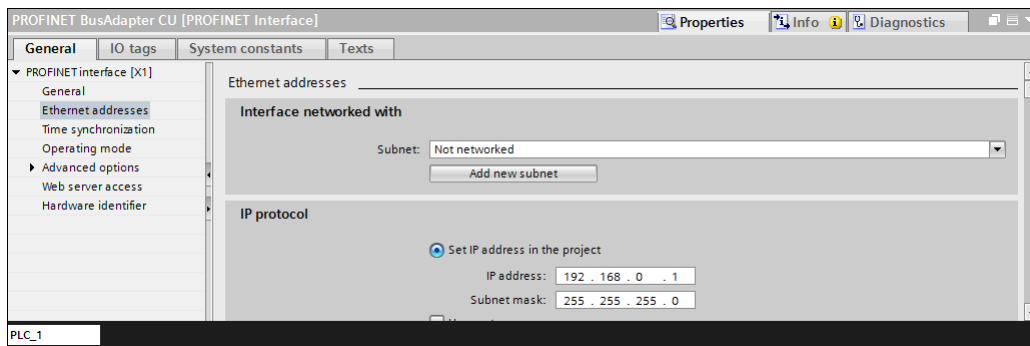 PROFINET BusAdapter CU [PROFINET Interface]
Properties
Info
Diagnostics
General
IO tags
System constants
Texts
PROFINET interface [X1]
General
Ethernet addresses
Time synchronization
Operating mode
Advanced options
Web server access
Hardware identifier
Ethernet addresses
Interface networked with
Subnet: Not networked
Add new subnet
IP protocol
Set IP address in the project
IP address: 192 . 168 . 0 . 1
Subnet mask: 255 . 255 . 255 . 0
PLC_1